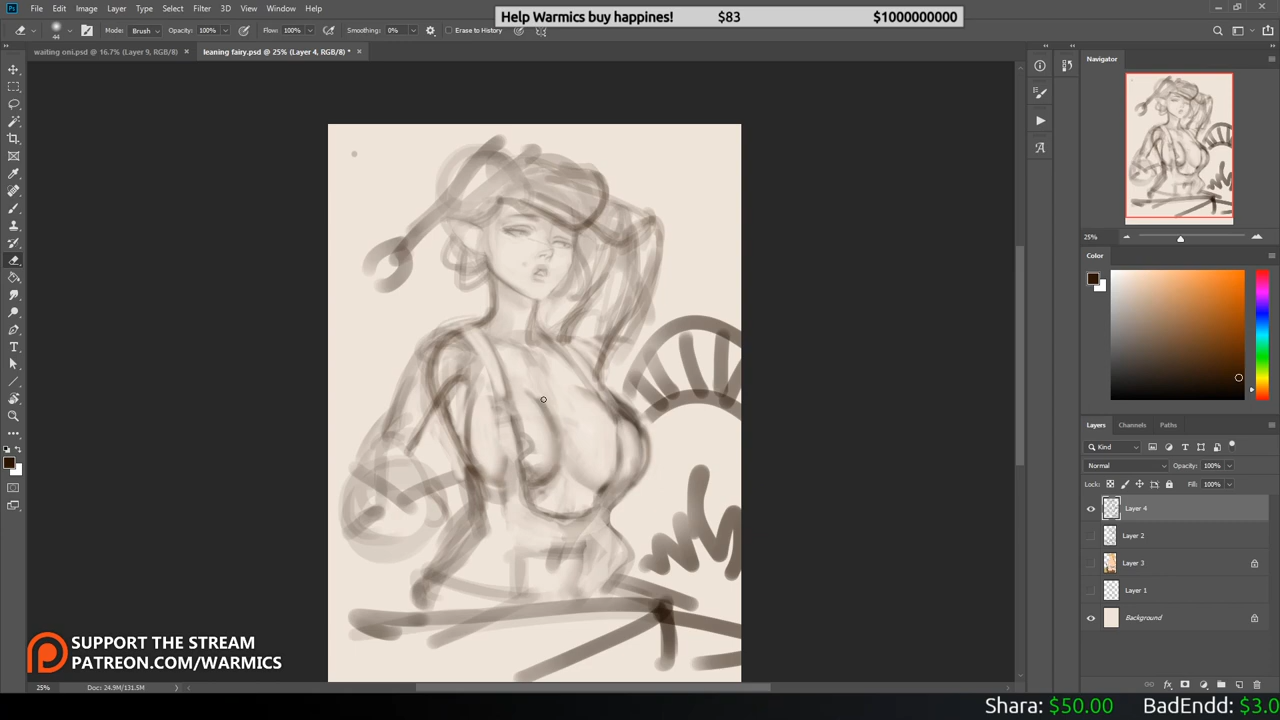 File Edit Image Layer Type Select Filter 3D View Window Help
Help Warmics buy happines! $83 $1000000000
44 Mode: Brush Opacity: 100% Flow: 100% Smoothing: 0% Erase to History
waiting oni.psd @ 16.7% (Layer 9, RGB/8) × leaning fairy.psd @ 25% (Layer 4, RGB/8) * ×
Navigator
25%
Color
Layers Channels Paths
Kind
Normal Opacity: 100%
Lock: Fill: 100%
Layer 4
Layer 2
Layer 3
Layer 1
Background
SUPPORT THE STREAM
PATREON.COM/WARMICS
25% Doc: 24.9M/131.5M
Shara: $50.00 BadEndd: $3.0